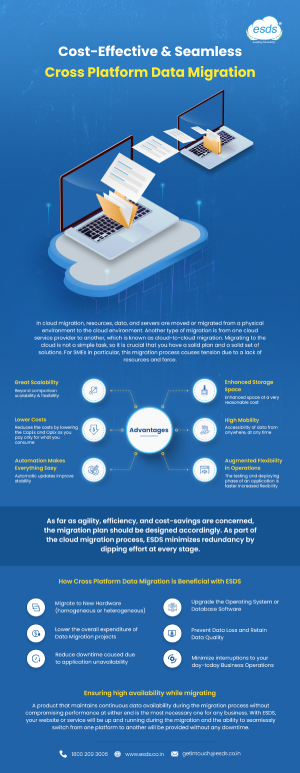 esds
Cost-Effective & Seamless
Cross Platform Data Migration
In cloud migration, resources, data, and servers are moved or migrated from a physical
environment to the cloud environment. Another type of migration is from one cloud
service provider to another, which is known as cloud-to-cloud migration. Migrating to the
cloud is not a simple task, so it is crucial that you have a solid plan and a solid set of
solutions. For SMEs in particular, this migration process causes tension due to a lack of
resources and force.
Great Scalability
Beyond comparison
scalability & flexibility
Lower Costs
Reduces the costs by lowering
the CapEx and OpEx as you
pay only for what you
consume
Automation Makes
Everything Easy
Automatic updates improve
stability
Advantages
Enhanced Storage
Space
Enhanced space at a very
reasonable cost
High Mobility
Accessibility of data from
anywhere, at any time
Augmented Flexibility
in Operations
The testing and deploying
phase of an application is
faster increased flexibility
As far as agility, efficiency, and cost-savings are concerned,
the migration plan should be designed accordingly. As part of
the cloud migration process, ESDS minimizes redundancy by
dipping effort at every stage.
How Cross Platform Data Migration is Beneficial with ESDS
Migrate to New Hardware
(homogeneous or heterogeneous)
Lower the overall expenditure of
Data Migration projects
Reduce downtime caused due
to application unavailability
Upgrade the Operating System or
Database Software
Prevent Data Loss and Retain
Data Quality
Minimize interruptions to your
day-today Business Operations
Ensuring high availability while migrating
A product that maintains continuous data availability during the migration process without
compromising performance at either end is the most necessary one for any business. With ESDS,
your website or service will be up and running during the migration and the ability to seamlessly
switch from one platform to another will be provided without any downtime.
1800 209 3006
www.esds.co.in
getintouch@esds.co.in